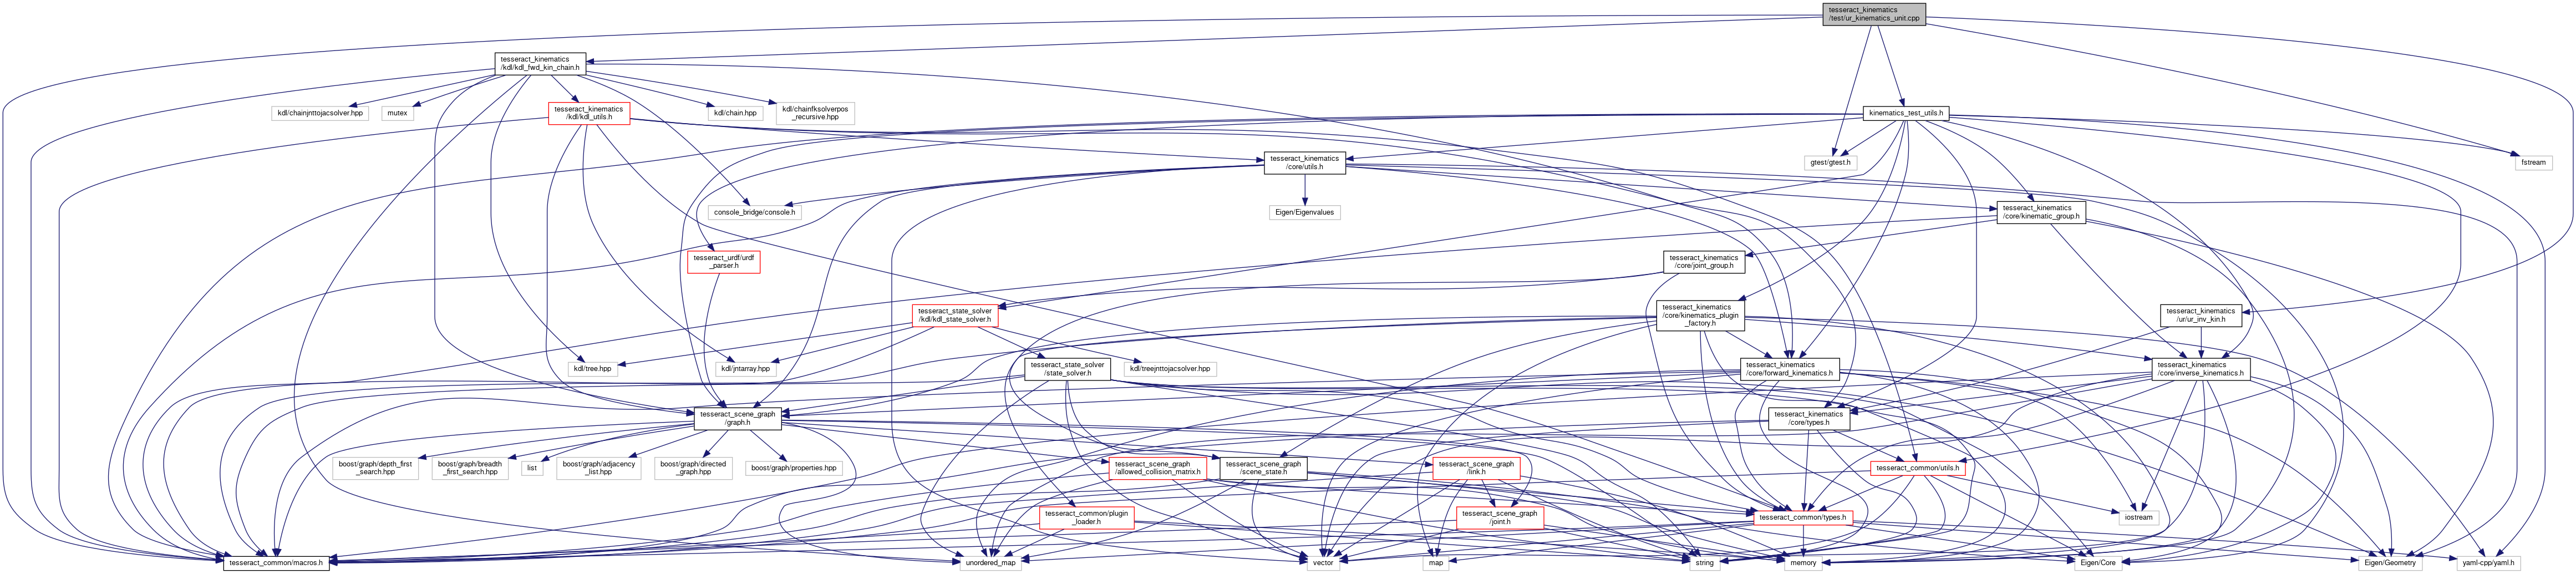 tesseract_kinematics
/test/ur_kinematics_unit.cpp
tesseract_kinematics
/kdl/kdl_fwd_kin_chain.h
kdl/chainjnttojacsolver.hpp
mutex
tesseract_kinematics
/kdl/kdl_utils.h
kdl/chain.hpp
kdl/chainfksolverpos
_recursive.hpp
kinematics_test_utils.h
gtest/gtest.h
fstream
tesseract_kinematics
/core/utils.h
console_bridge/console.h
Eigen/Eigenvalues
tesseract_kinematics
/core/kinematic_group.h
tesseract_urdf/urdf
_parser.h
tesseract_kinematics
/core/joint_group.h
tesseract_state_solver
/kdl/kdl_state_solver.h
tesseract_kinematics
/core/kinematics_plugin
_factory.h
tesseract_kinematics
/ur/ur_inv_kin.h
kdl/tree.hpp
kdl/jntarray.hpp
tesseract_state_solver
/state_solver.h
kdl/treejnttojacsolver.hpp
tesseract_kinematics
/core/forward_kinematics.h
tesseract_kinematics
/core/inverse_kinematics.h
tesseract_scene_graph
/graph.h
tesseract_kinematics
/core/types.h
boost/graph/depth_first
_search.hpp
boost/graph/breadth
_first_search.hpp
list
boost/graph/adjacency
_list.hpp
boost/graph/directed
_graph.hpp
boost/graph/properties.hpp
tesseract_scene_graph
/allowed_collision_matrix.h
tesseract_scene_graph
/scene_state.h
tesseract_scene_graph
/link.h
tesseract_common/utils.h
tesseract_common/plugin
_loader.h
tesseract_scene_graph
/joint.h
tesseract_common/types.h
iostream
tesseract_common/macros.h
unordered_map
vector
map
string
memory
Eigen/Core
Eigen/Geometry
yaml-cpp/yaml.h